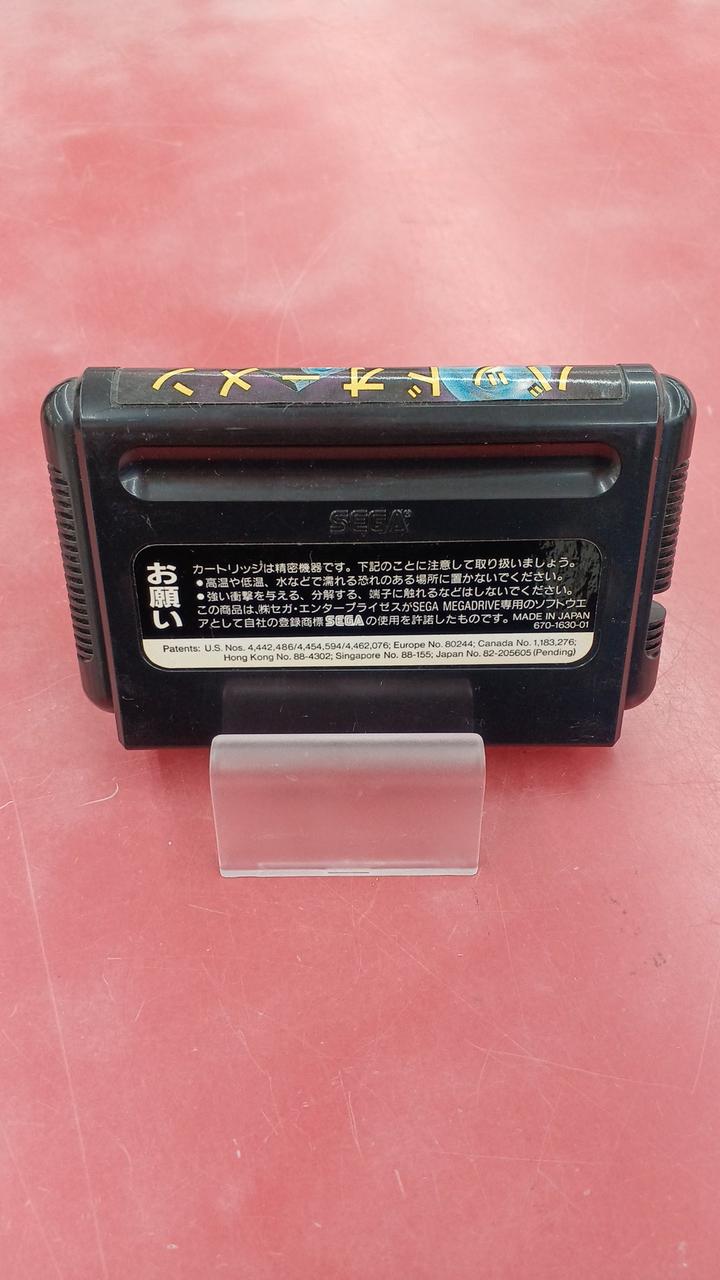 バッドオーメン
SEGA
お願い
カートリッジは精密機器です。下記のことに注意して取り扱いましょう。
●高温や低温、水などで濡れる恐れのある場所に置かないでください。
●強い衝撃を与える、分解する、端子に触れるなどはしないでください。
この商品は、㈱セガ・エンタープライゼスがSEGA MEGADRIVE専用のソフトウエ
アとして自社の登録商標SEGAの使用を許諾したものです。 MADE IN JAPAN
670-1630-01
Patents: U.S. Nos. 4,442,486/4,454,594/4,462,076; Europe No. 80244; Canada No. 1,183,276;
Hong Kong No. 88-4302; Singapore No. 88-155; Japan No. 82-205605 (Pending)